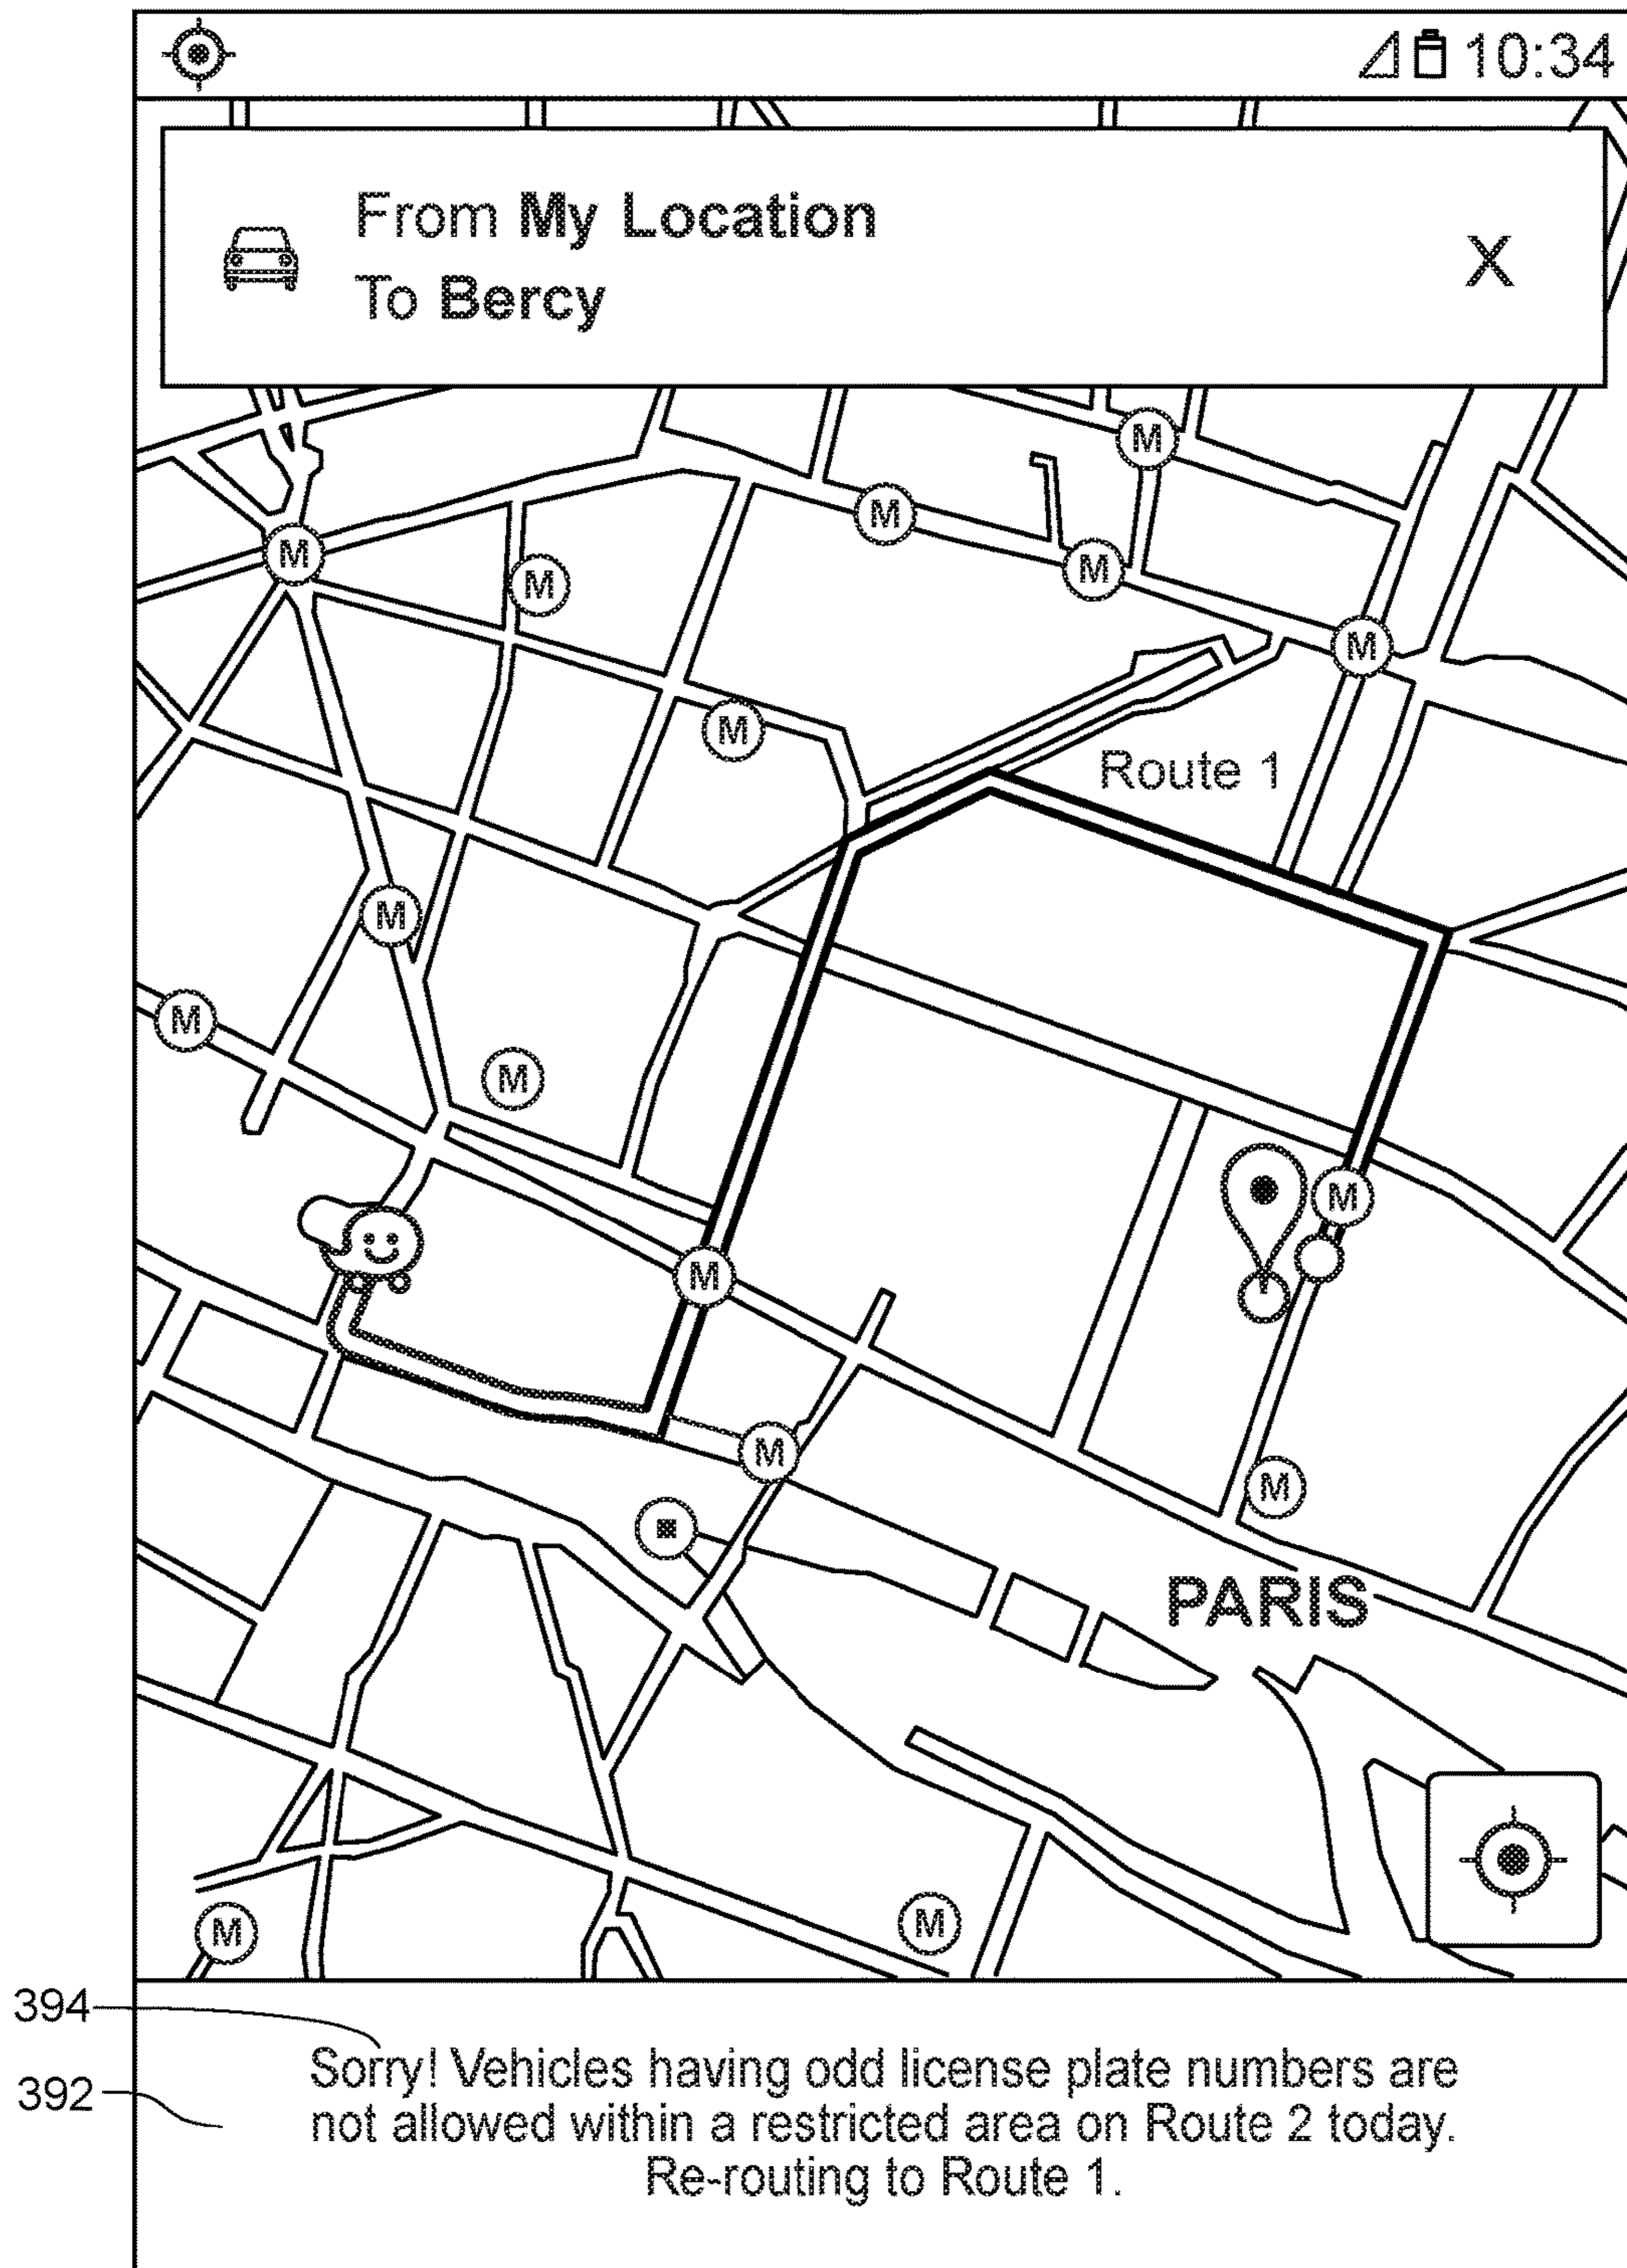 10:34
From My Location
To Bercy
X
M
M
M
M
M
M
M
Route 1
M
M
M
M
M
M
M
PARIS
M
M
394
Sorry! Vehicles having odd license plate numbers are
392
not allowed within a restricted area on Route 2 today.
Re-routing to Route 1.